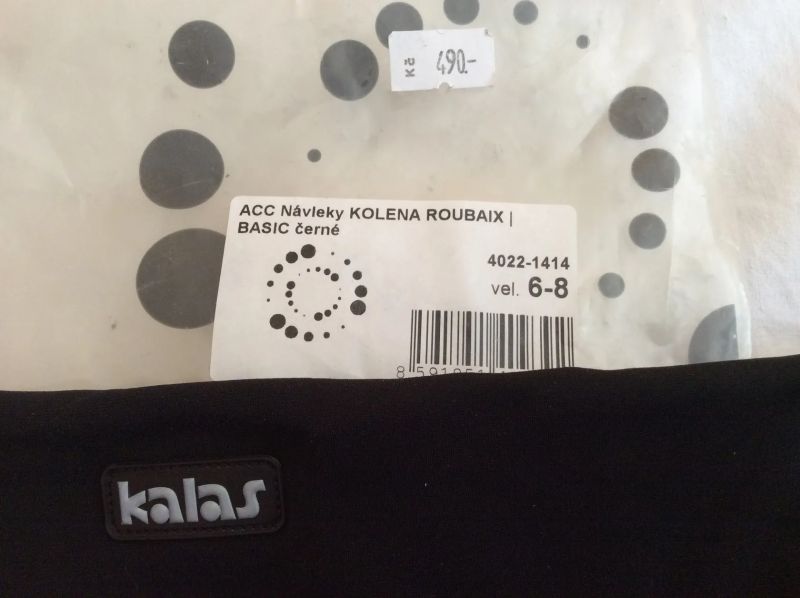 Kč 490.-
ACC Návleky KOLENA ROUBAIX |
BASIC černé
4022-1414
vel. 6-8
kalas